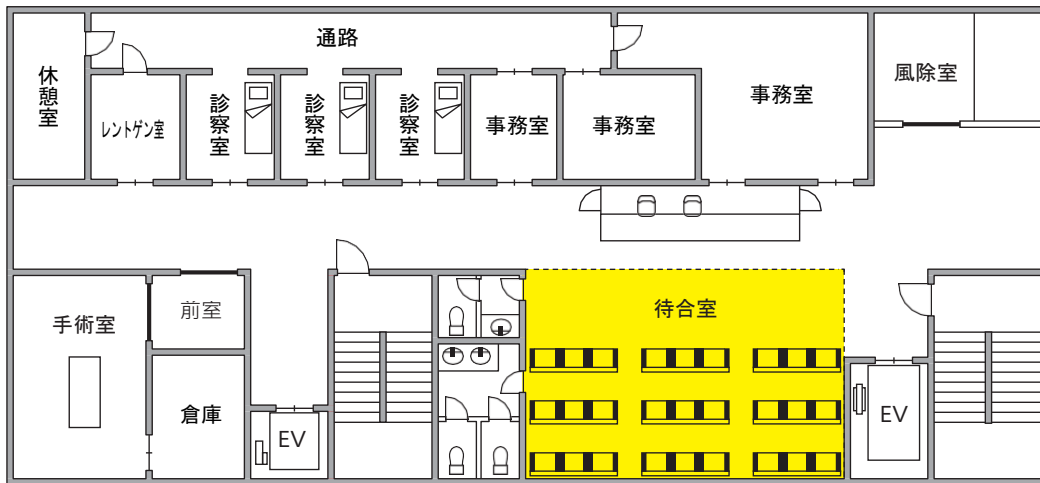 通路
休憩室
レントゲン室
診察室
診察室
診察室
事務室
事務室
事務室
風除室
手術室
前室
倉庫
EV
待合室
EV